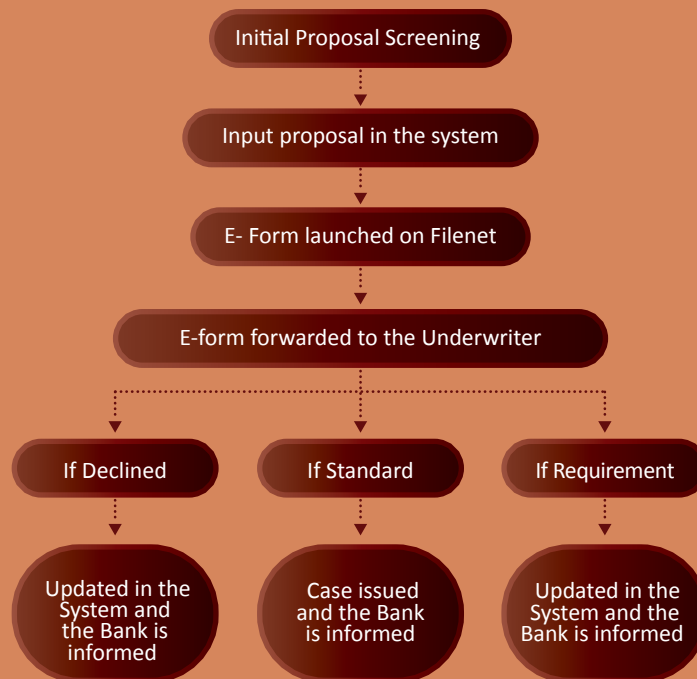 Initial Proposal Screening
Input proposal in the system
E- Form launched on Filenet
E-form forwarded to the Underwriter
If Declined
If Standard
If Requirement
Updated in the
System and
the Bank is
informed
Case issued
and the Bank
is informed
Updated in the
System and the
Bank is informed